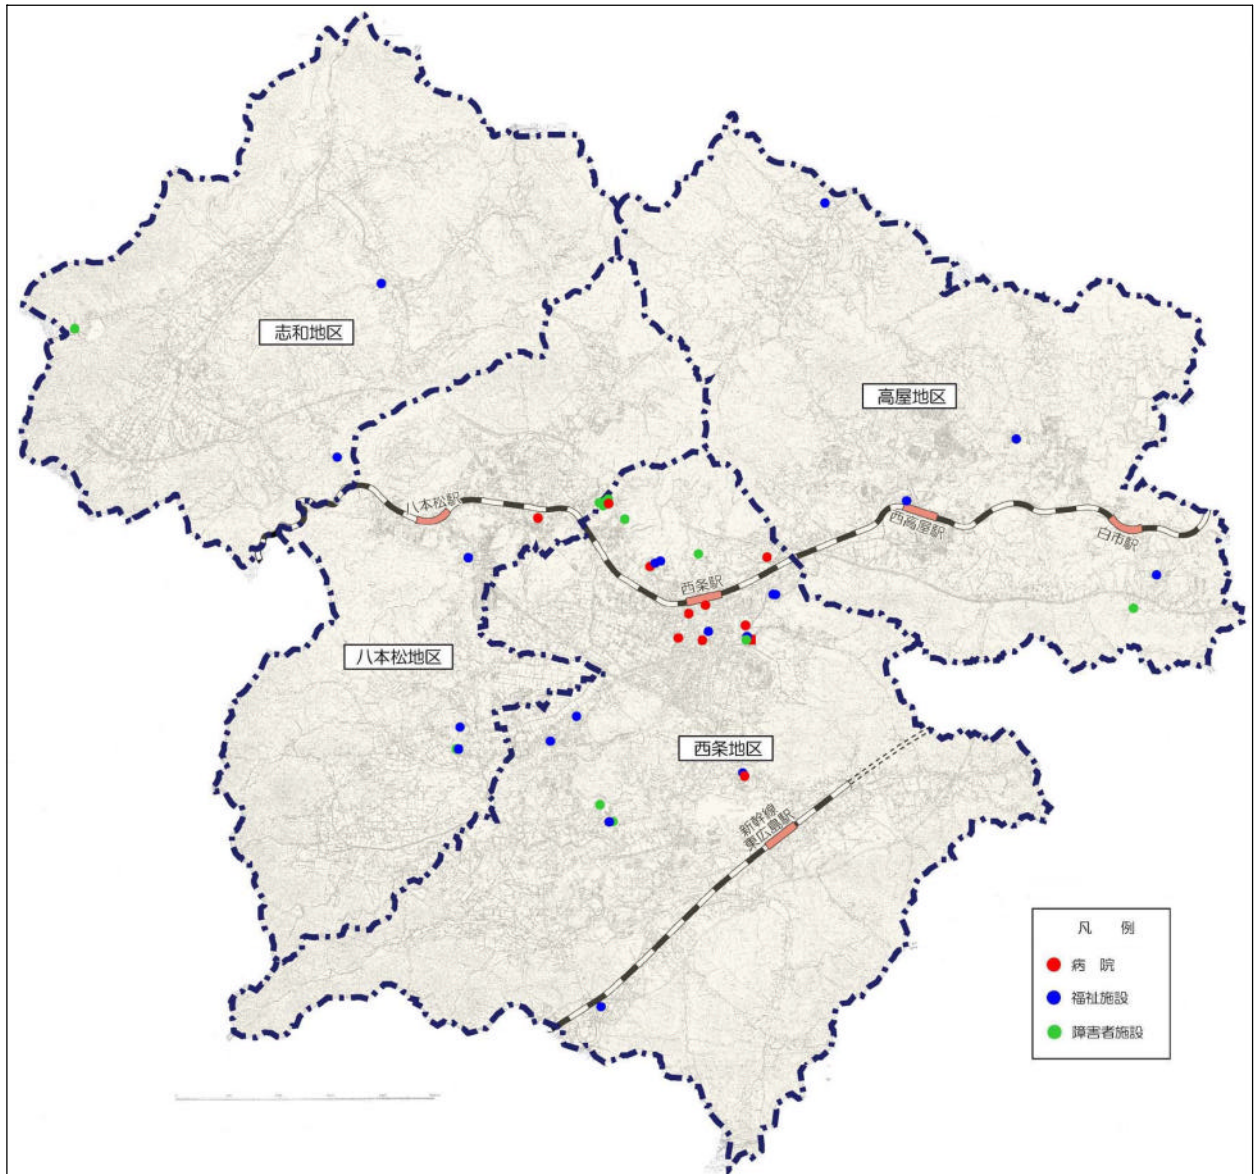 志和地区
高屋地区
八本松駅
西高屋駅
白市駅
西条駅
八本松地区
西条地区
新幹線
東広島駅
凡 例
病 院
福祉施設
障害者施設